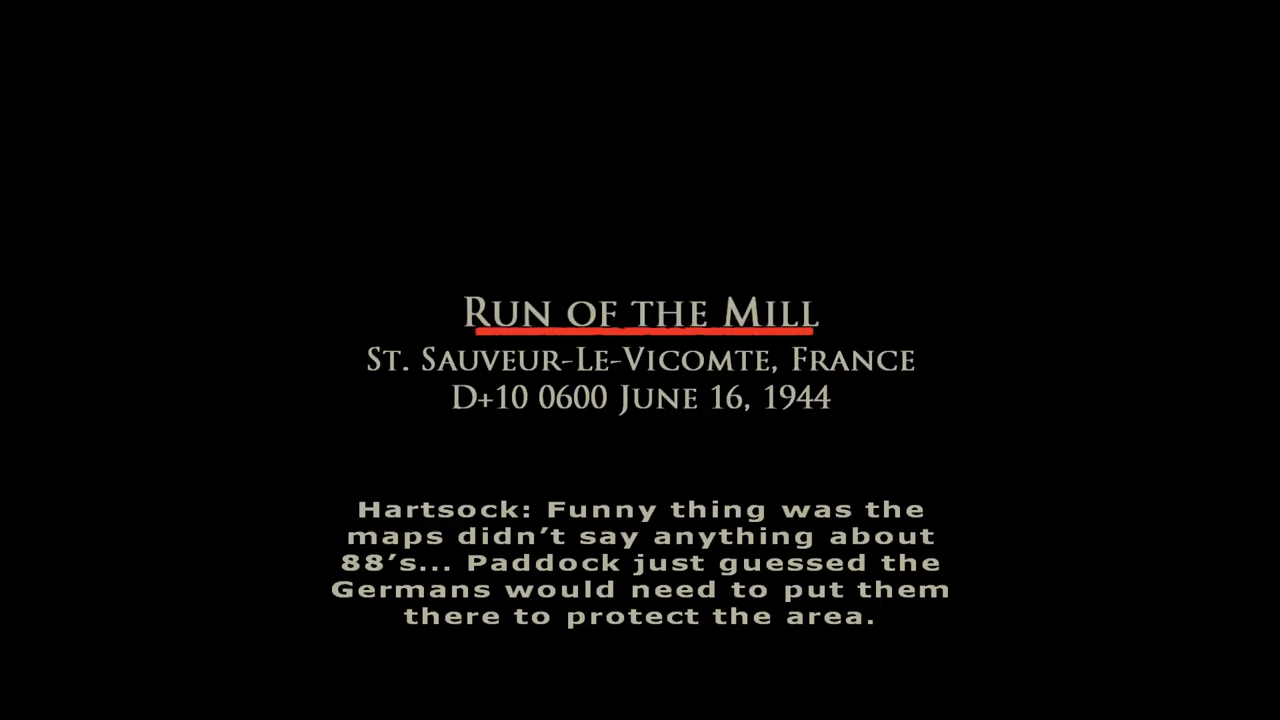 Run of the Mill
St. Sauveur-Le-Vicomte, France
D+10 0600 June 16, 1944
Hartsock: Funny thing was the
maps didn't say anything about
88's... Paddock just guessed the
Germans would need to put them
there to protect the area.